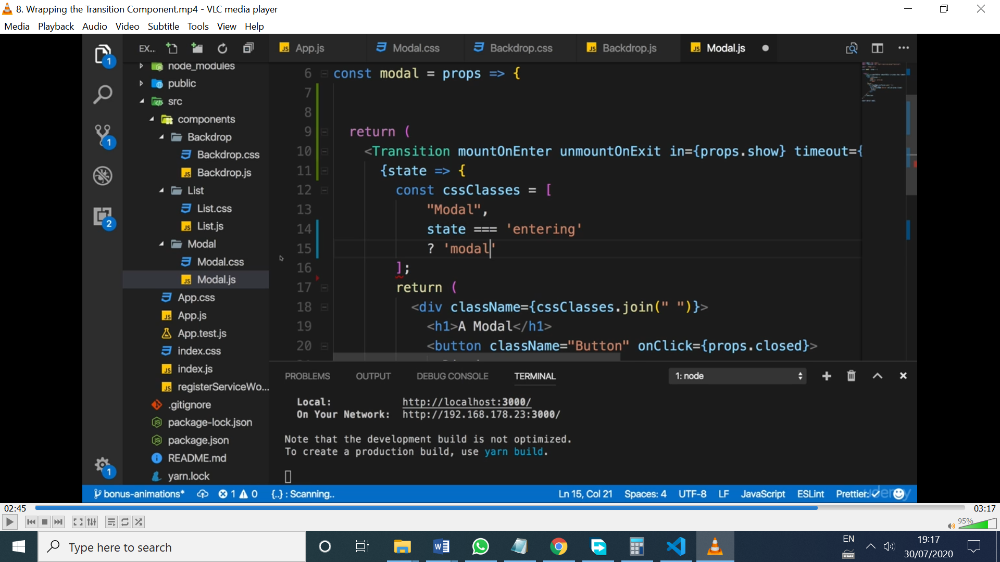 8. Wrapping the Transition Component.mp4 - VLC media player
Media Playback Audio Video Subtitle Tools View Help
EX...
App.js
Modal.css
Backdrop.css
Backdrop.js
Modal.js
1
1
2
1
node_modules
public
src
components
Backdrop
Backdrop.css
Backdrop.js
List
List.css
List.js
Modal
Modal.css
Modal.js
App.css
App.js
App.test.js
index.css
index.js
registerServiceWo...
.gitignore
package-lock.json
package.json
README.md
yarn.lock
6 const modal = props => {
7
8
9 return (
10 <Transition mountOnEnter unmountOnExit in={props.show} timeout={
11 {state => {
12 const cssClasses = [
13 "Modal",
14 state === 'entering'
15 ? 'modal'
16 ];
17 return (
18 <div className={cssClasses.join(" ")}>
19 <h1>A Modal</h1>
20 <button className="Button" onClick={props.closed}>
PROBLEMS OUTPUT DEBUG CONSOLE TERMINAL 1: node
Local: http://localhost:3000/
On Your Network: http://192.168.178.23:3000/
Note that the development build is not optimized.
To create a production build, use yarn build.
bonus-animations* 1 0 {..} : Scanning.. Ln 15, Col 21 Spaces: 4 UTF-8 LF JavaScript ESLint Prettier: ✓
02:45 03:17
95%
Type here to search
EN
19:17
30/07/2020